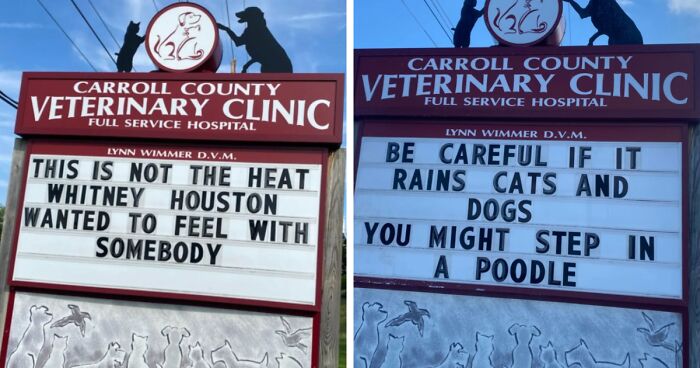 CARROLL COUNTY
VETERINARY CLINIC
FULL SERVICE HOSPITAL
LYNN WIMMER D.V.M.
THIS IS NOT THE HEAT
WHITNEY HOUSTON
WANTED TO FEEL WITH
SOMEBODY
CARROLL COUNTY
VETERINARY CLINIC
FULL SERVICE HOSPITAL
LYNN WIMMER D.V.M.
BE CAREFUL IF IT
RAINS CATS AND
DOGS
YOU MIGHT STEP IN
A POODLE